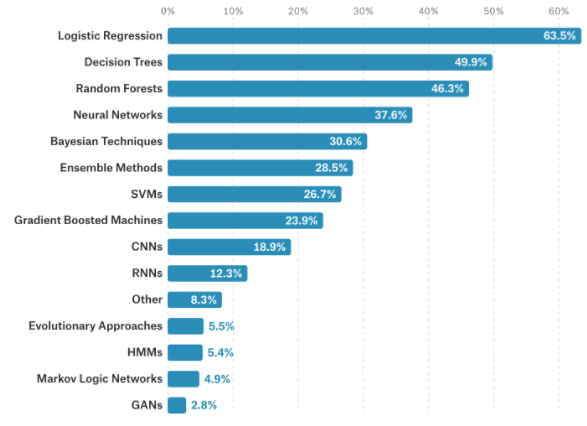 0% 10% 20% 30% 40% 50% 60%
Logistic Regression 63.5%
Decision Trees 49.9%
Random Forests 46.3%
Neural Networks 37.6%
Bayesian Techniques 30.6%
Ensemble Methods 28.5%
SVMs 26.7%
Gradient Boosted Machines 23.9%
CNNs 18.9%
RNNs 12.3%
Other 8.3%
Evolutionary Approaches 5.5%
HMMs 5.4%
Markov Logic Networks 4.9%
GANs 2.8%